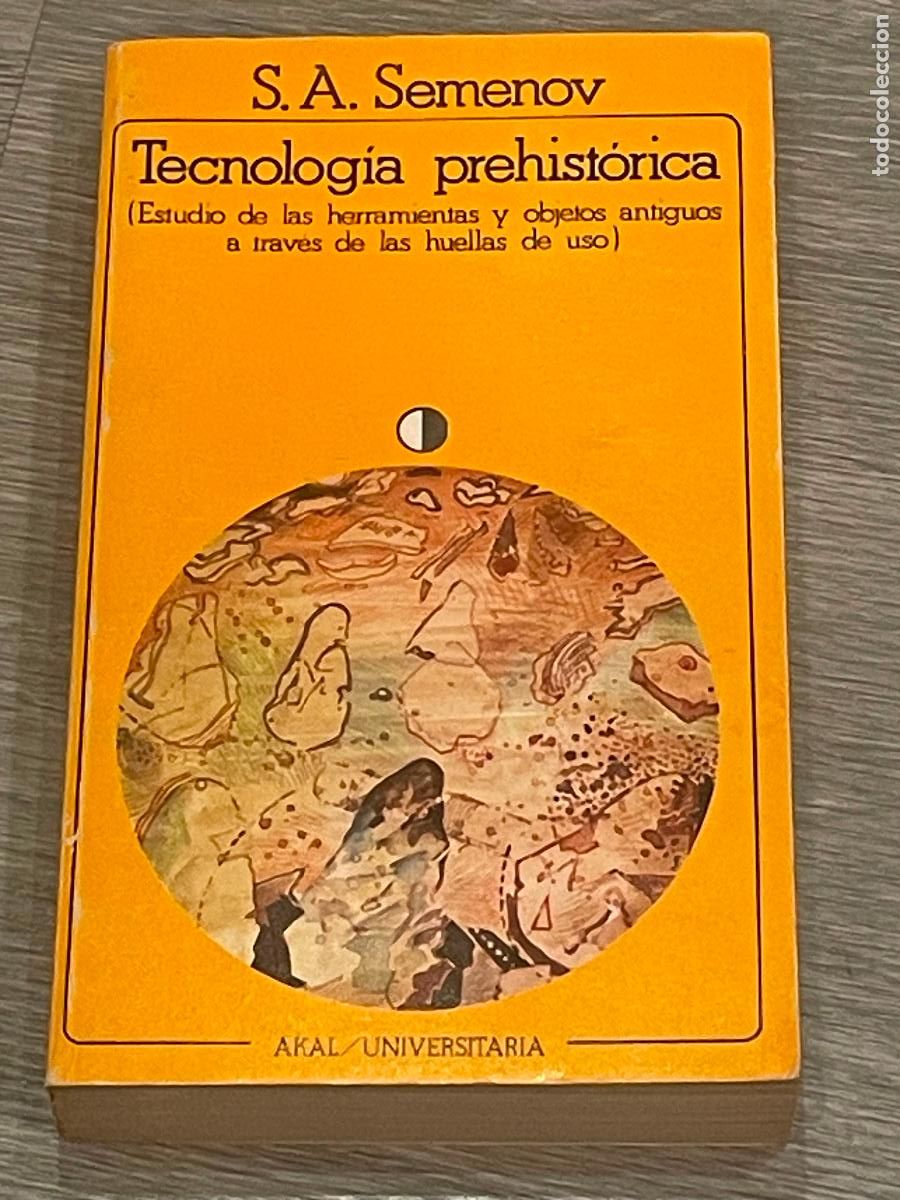 S. A. Semenov
Tecnología prehistórica
(Estudio de las herramientas y objetos antiguos
a través de las huellas de uso)
AKAL/UNIVERSITARIA
todocoleccion